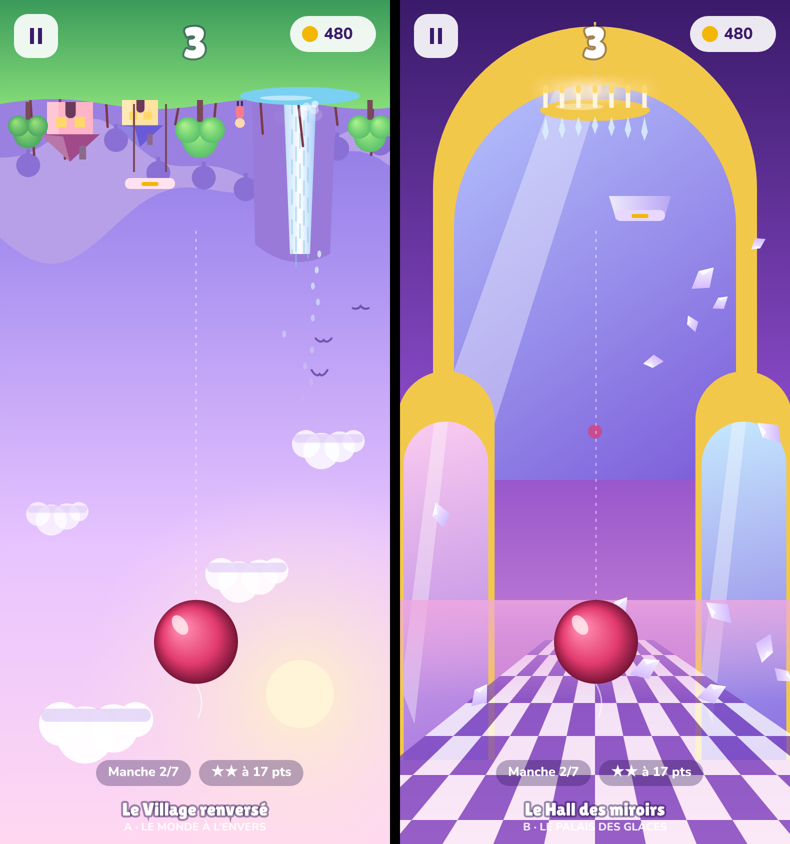 3
480
Manche 2/7
★★ à 17 pts
Le Village renversé
A · LE MONDE À L'ENVERS
3
480
Manche 2/7
★★ à 17 pts
Le Hall des miroirs
B · LE PALAIS DES GLACES